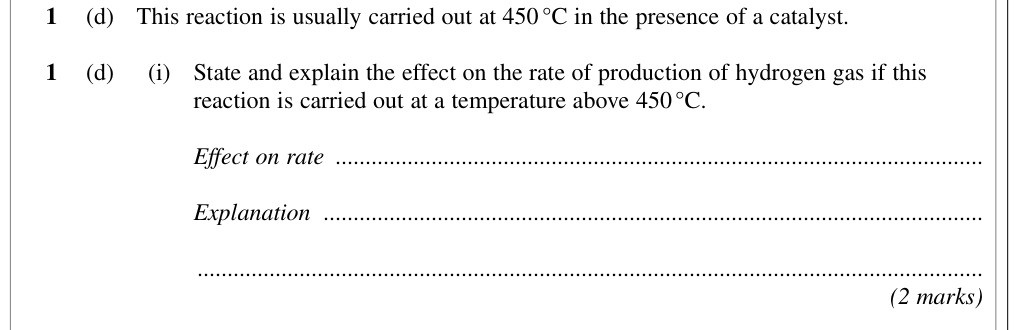 1 (d) This reaction is usually carried out at 450 °C in the presence of a catalyst.
1 (d) (i) State and explain the effect on the rate of production of hydrogen gas if this
reaction is carried out at a temperature above 450 °C.
Effect on rate ..........................................................................................................
Explanation ............................................................................................................
.................................................................................................................................
(2 marks)